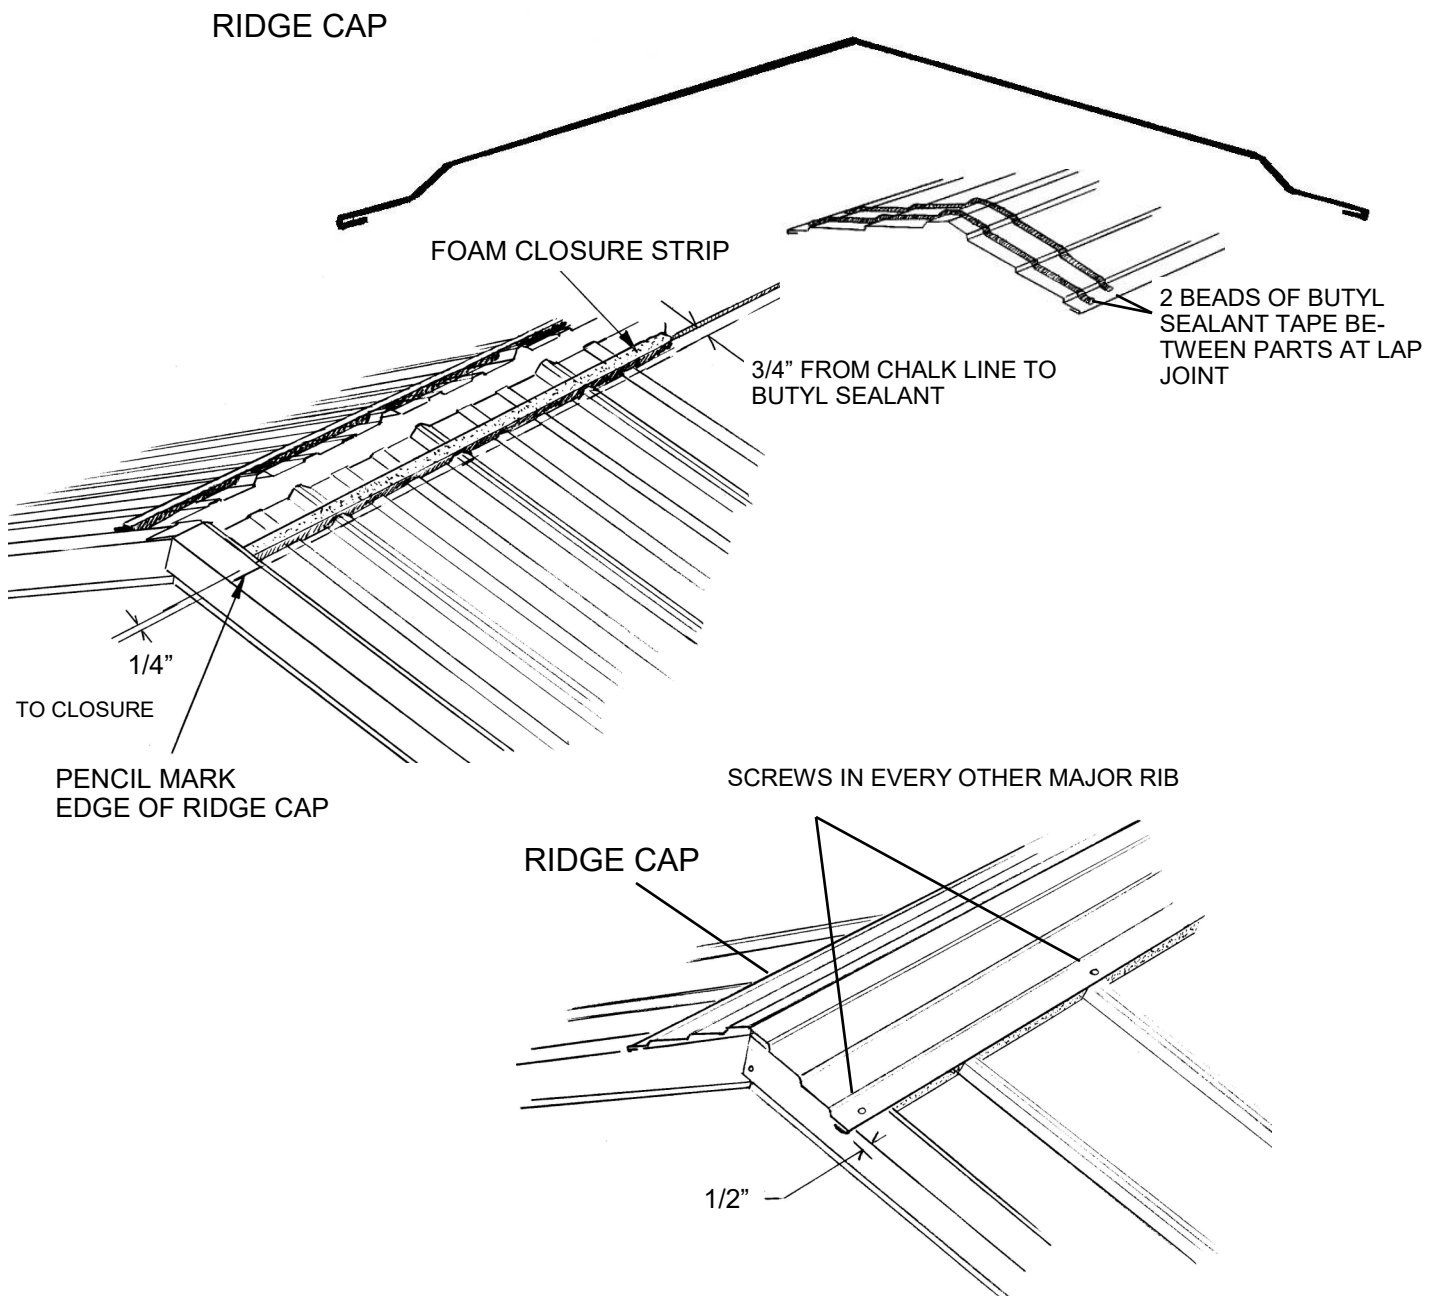 RIDGE CAP
FOAM CLOSURE STRIP
2 BEADS OF BUTYL
SEALANT TAPE BE-
TWEEN PARTS AT LAP
JOINT
3/4” FROM CHALK LINE TO
BUTYL SEALANT
1/4”
TO CLOSURE
PENCIL MARK
EDGE OF RIDGE CAP
SCREWS IN EVERY OTHER MAJOR RIB
RIDGE CAP
1/2”